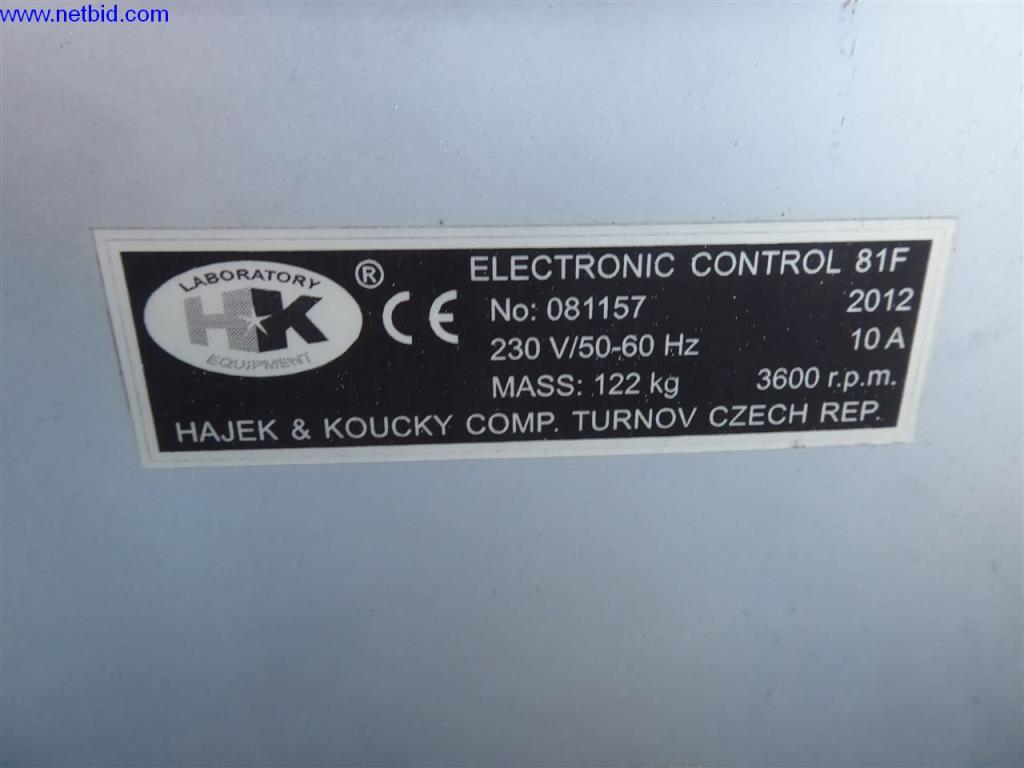 www.netbid.com
LABORATORY
HK
EQUIPMENT
®
CE
ELECTRONIC CONTROL 81F
No: 081157 2012
230 V/50-60 Hz 10 A
MASS: 122 kg 3600 r.p.m.
HAJEK & KOUCKY COMP. TURNOV CZECH REP.